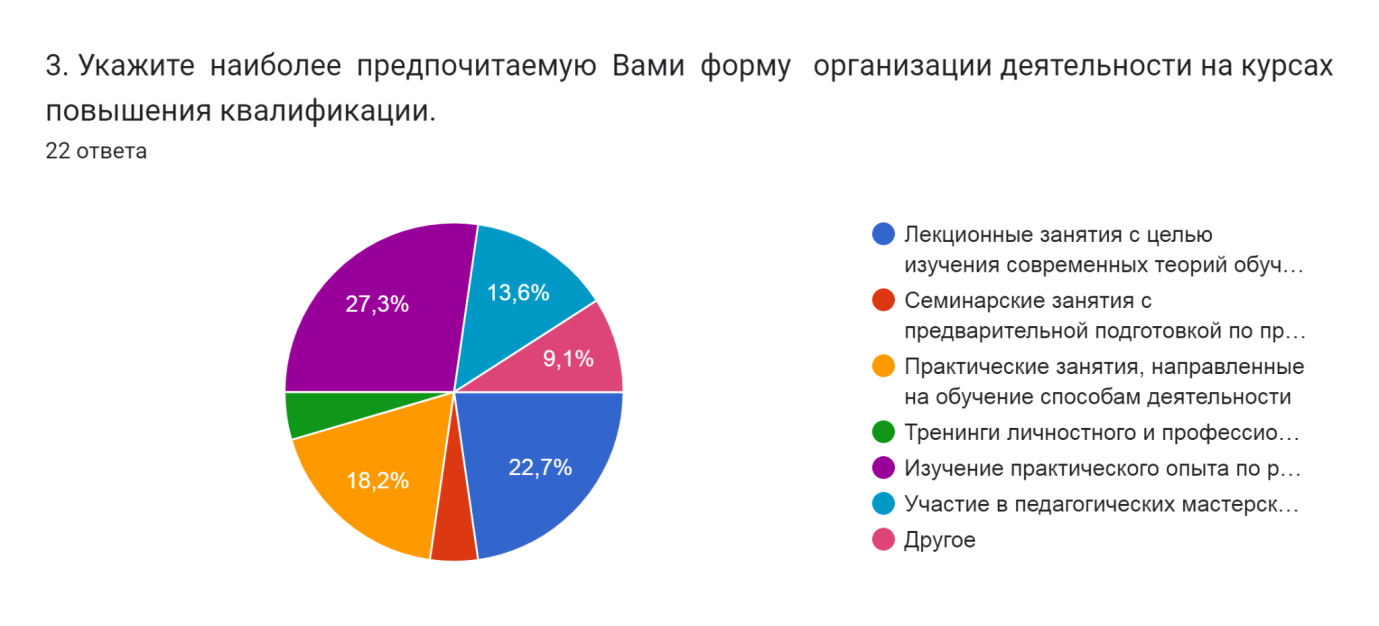 3. Укажите наиболее предпочитаемую Вами форму организации деятельности на курсах
повышения квалификации.
22 ответа
27,3%
13,6%
9,1%
18,2%
22,7%
Лекционные занятия с целью
изучения современных теорий обуч...
Семинарские занятия с
предварительной подготовкой по пр...
Практические занятия, направленные
на обучение способам деятельности
Тренинги личностного и профессио...
Изучение практического опыта по р...
Участие в педагогических мастерск...
Другое